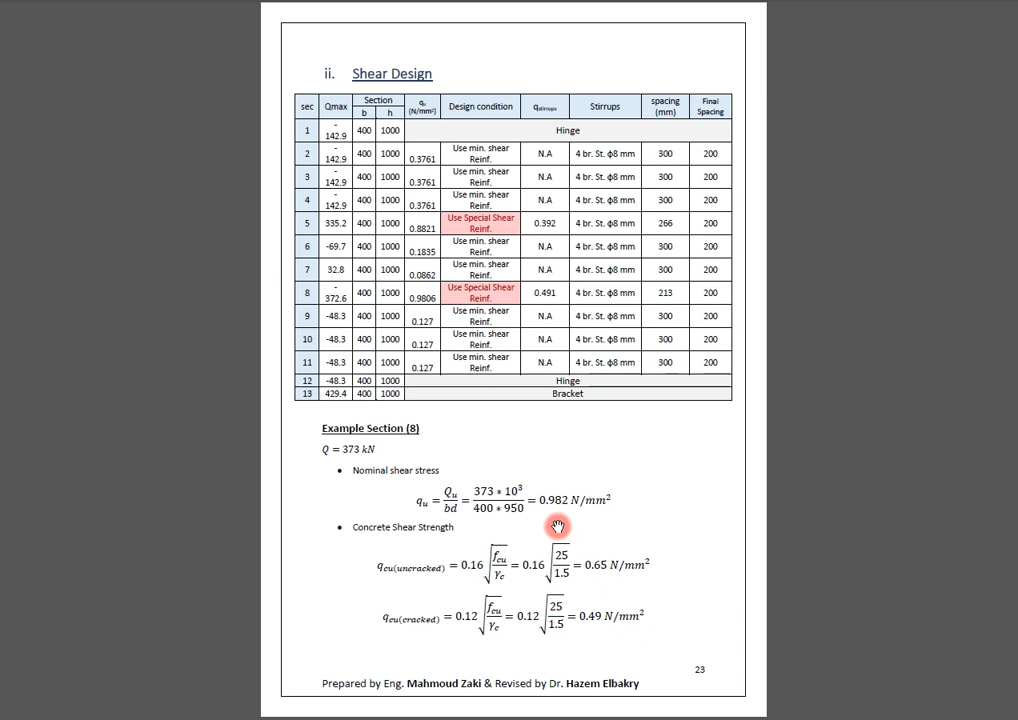 ii. Shear Design
sec Qmax Section b h qu (N/mm²) Design condition qstirrups Stirrups spacing (mm) Final Spacing
1 -142.9 400 1000 Hinge
2 -142.9 400 1000 0.3761 Use min. shear Reinf. N.A 4 br. St. ф8 mm 300 200
3 -142.9 400 1000 0.3761 Use min. shear Reinf. N.A 4 br. St. ф8 mm 300 200
4 -142.9 400 1000 0.3761 Use min. shear Reinf. N.A 4 br. St. ф8 mm 300 200
5 335.2 400 1000 0.8821 Use Special Shear Reinf. 0.392 4 br. St. ф8 mm 266 200
6 -69.7 400 1000 0.1835 Use min. shear Reinf. N.A 4 br. St. ф8 mm 300 200
7 32.8 400 1000 0.0862 Use min. shear Reinf. N.A 4 br. St. ф8 mm 300 200
8 -372.6 400 1000 0.9806 Use Special Shear Reinf. 0.491 4 br. St. ф8 mm 213 200
9 -48.3 400 1000 0.127 Use min. shear Reinf. N.A 4 br. St. ф8 mm 300 200
10 -48.3 400 1000 0.127 Use min. shear Reinf. N.A 4 br. St. ф8 mm 300 200
11 -48.3 400 1000 0.127 Use min. shear Reinf. N.A 4 br. St. ф8 mm 300 200
12 -48.3 400 1000 Hinge
13 429.4 400 1000 Bracket
Example Section (8)
Q = 373 kN
• Nominal shear stress
qu = Qu / bd = 373 * 10³ / 400 * 950 = 0.982 N/mm²
• Concrete Shear Strength
qcu(uncracked) = 0.16 √(fcu / γc) = 0.16 √(25 / 1.5) = 0.65 N/mm²
qcu(cracked) = 0.12 √(fcu / γc) = 0.12 √(25 / 1.5) = 0.49 N/mm²
23
Prepared by Eng. Mahmoud Zaki & Revised by Dr. Hazem Elbakry